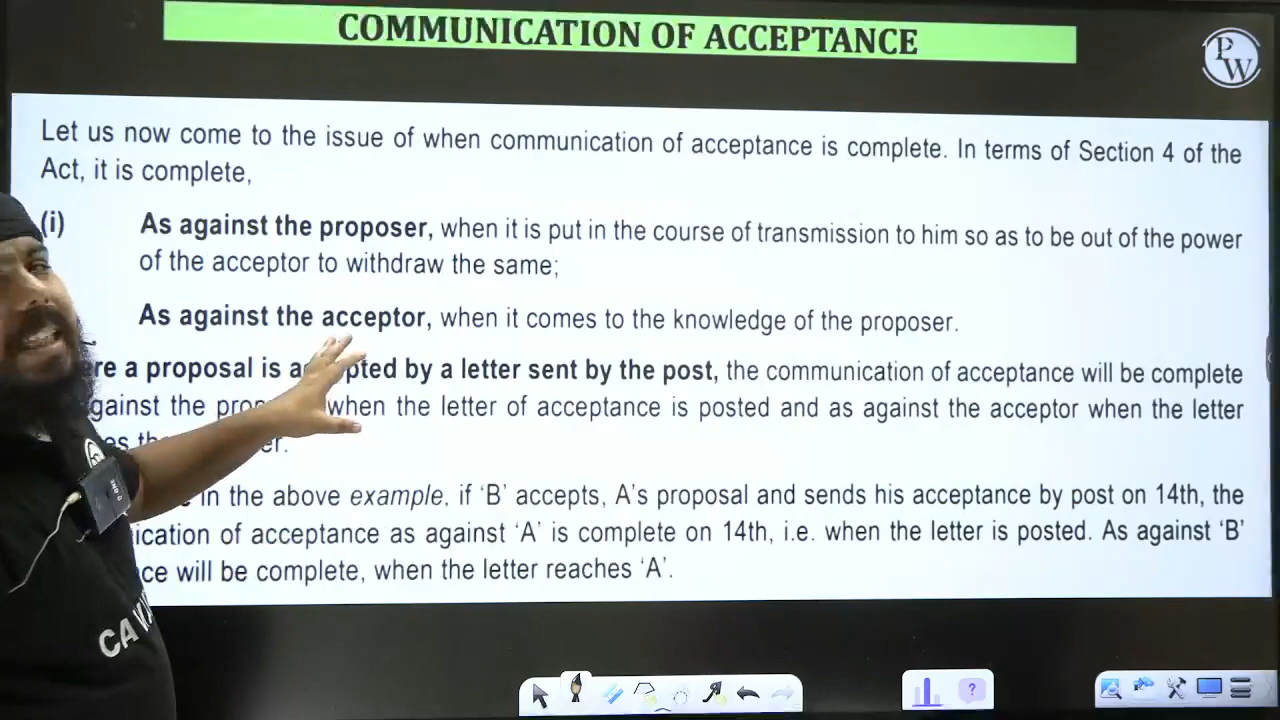 COMMUNICATION OF ACCEPTANCE
PW
Let us now come to the issue of when communication of acceptance is complete. In terms of Section 4 of the
Act, it is complete,
(i) As against the proposer, when it is put in the course of transmission to him so as to be out of the power
of the acceptor to withdraw the same;
As against the acceptor, when it comes to the knowledge of the proposer.
a proposal is by a letter sent by the post, the communication of acceptance will be complete
the when the letter of acceptance is posted and as against the acceptor when the letter
in the above example, if ‘B’ accepts, A’s proposal and sends his acceptance by post on 14th, the
of acceptance as against ‘A’ is complete on 14th, i.e. when the letter is posted. As against ‘B’
will be complete, when the letter reaches ‘A’.
CA